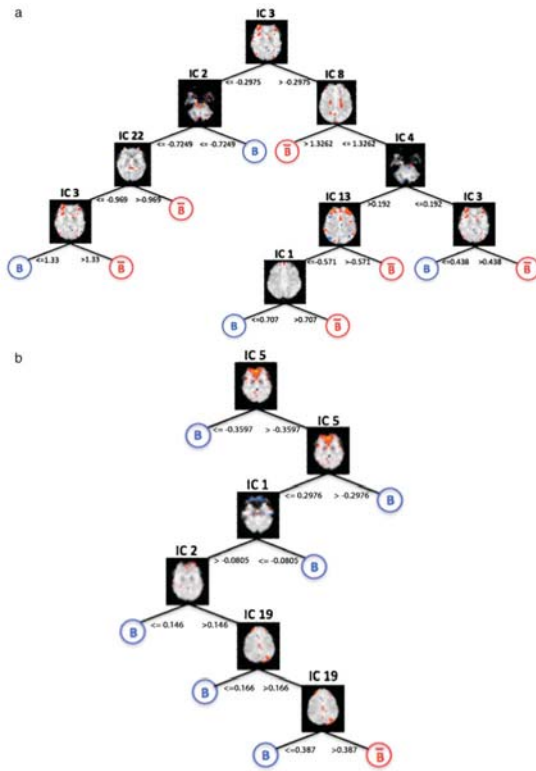 a
IC 3
<= -0.2975 > -0.2975
IC 2 IC 8
<= -0.7249 <= -0.7249 > 1.3262 <= 1.3262
B B̅
IC 22 IC 4
<= -0.969 >-0.969 >0.192 <=0.192
B̅
IC 3 IC 13 IC 3
<=1.33 >1.33 <=-0.571 >-0.571 <=0.438 >0.438
B B̅ B̅ B B̅
IC 1
<=0.707 >0.707
B B̅
b
IC 5
<= -0.3597 > -0.3597
B
IC 5
<= 0.2976 > -0.2976
B
IC 1
> -0.0805 <= -0.0805
B
IC 2
<= 0.146 >0.146
B
IC 19
<=0.166 >0.166
B
IC 19
<=0.387 >0.387
B B̅